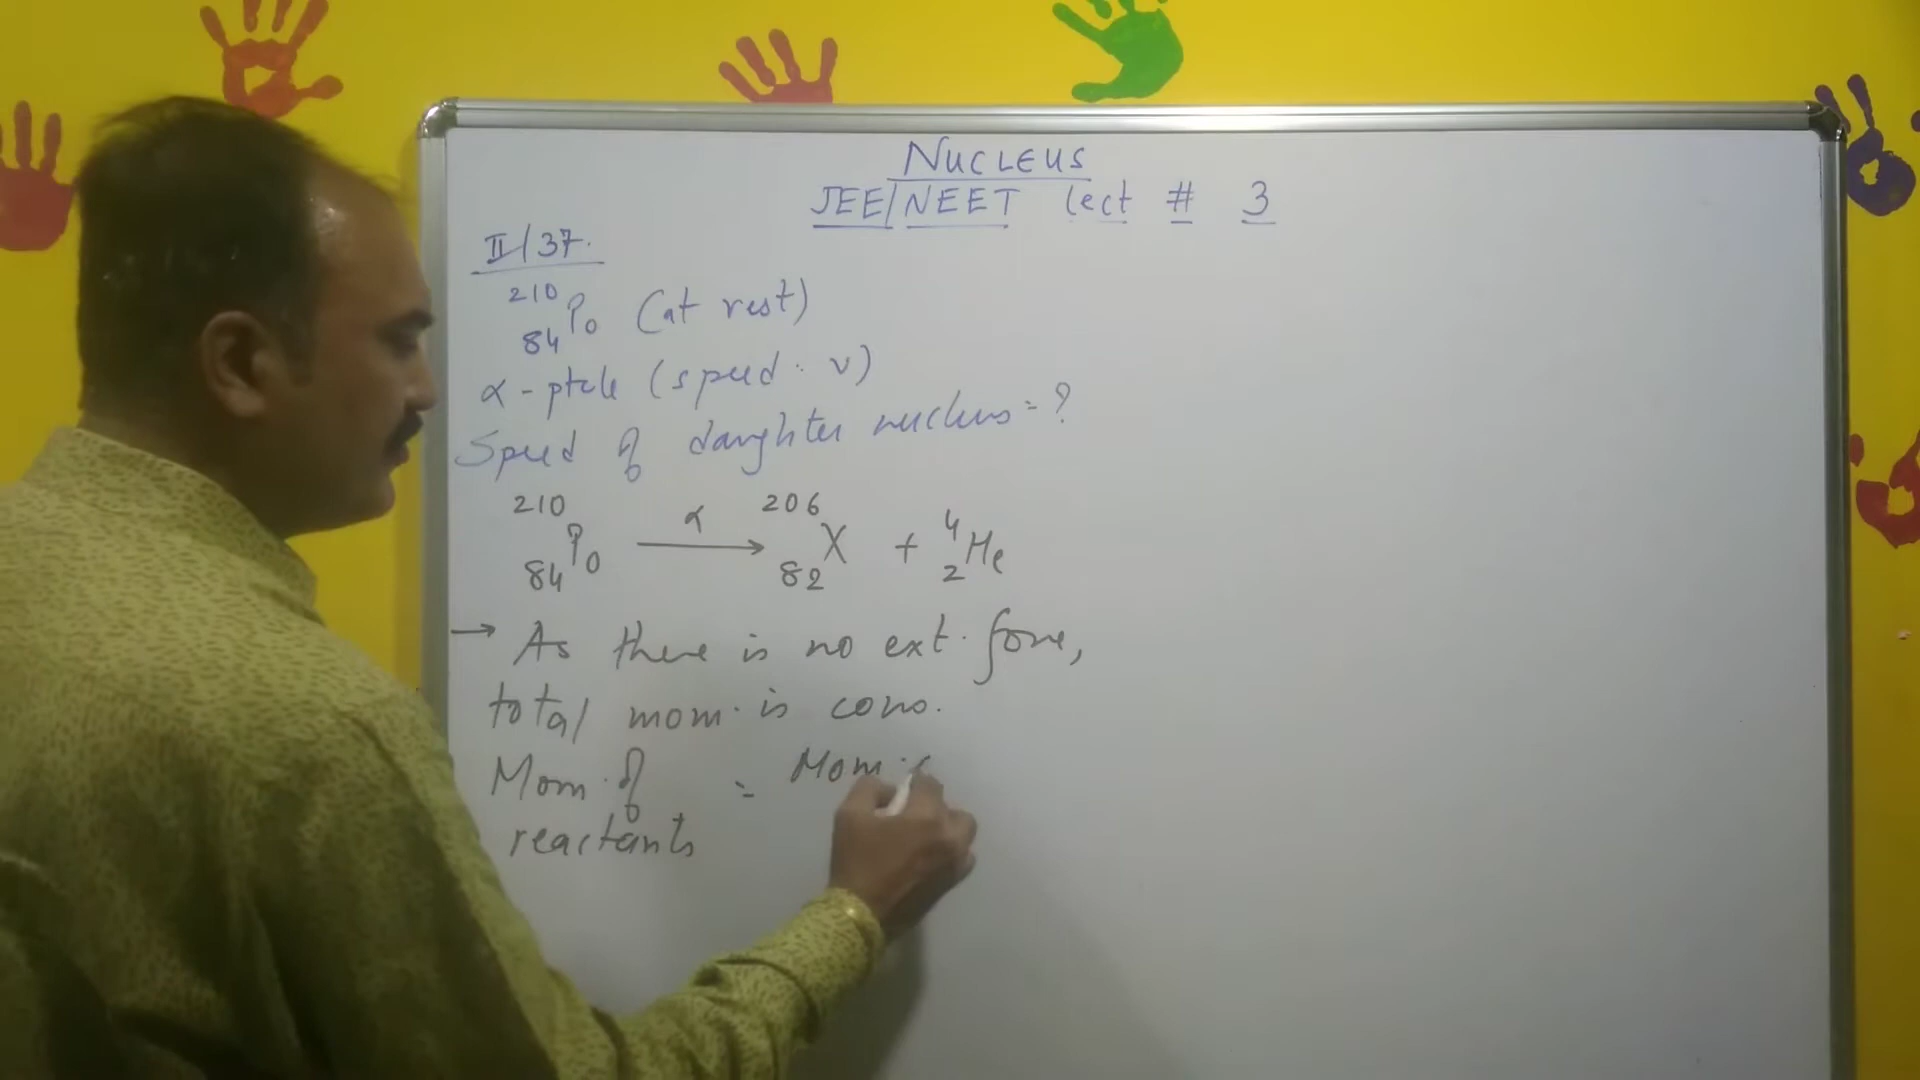 NUCLEUS
JEE/NEET lect # 3
II/37.
210
84 Po (at rest)
α-ptcle (speed. v)
Speed of daughter nucleus = ?
210 α 206 4
84 Po → 82 X + 2 He
→ As there is no ext. force,
total mom. is cons.
Mom. of = Mom.
reactants